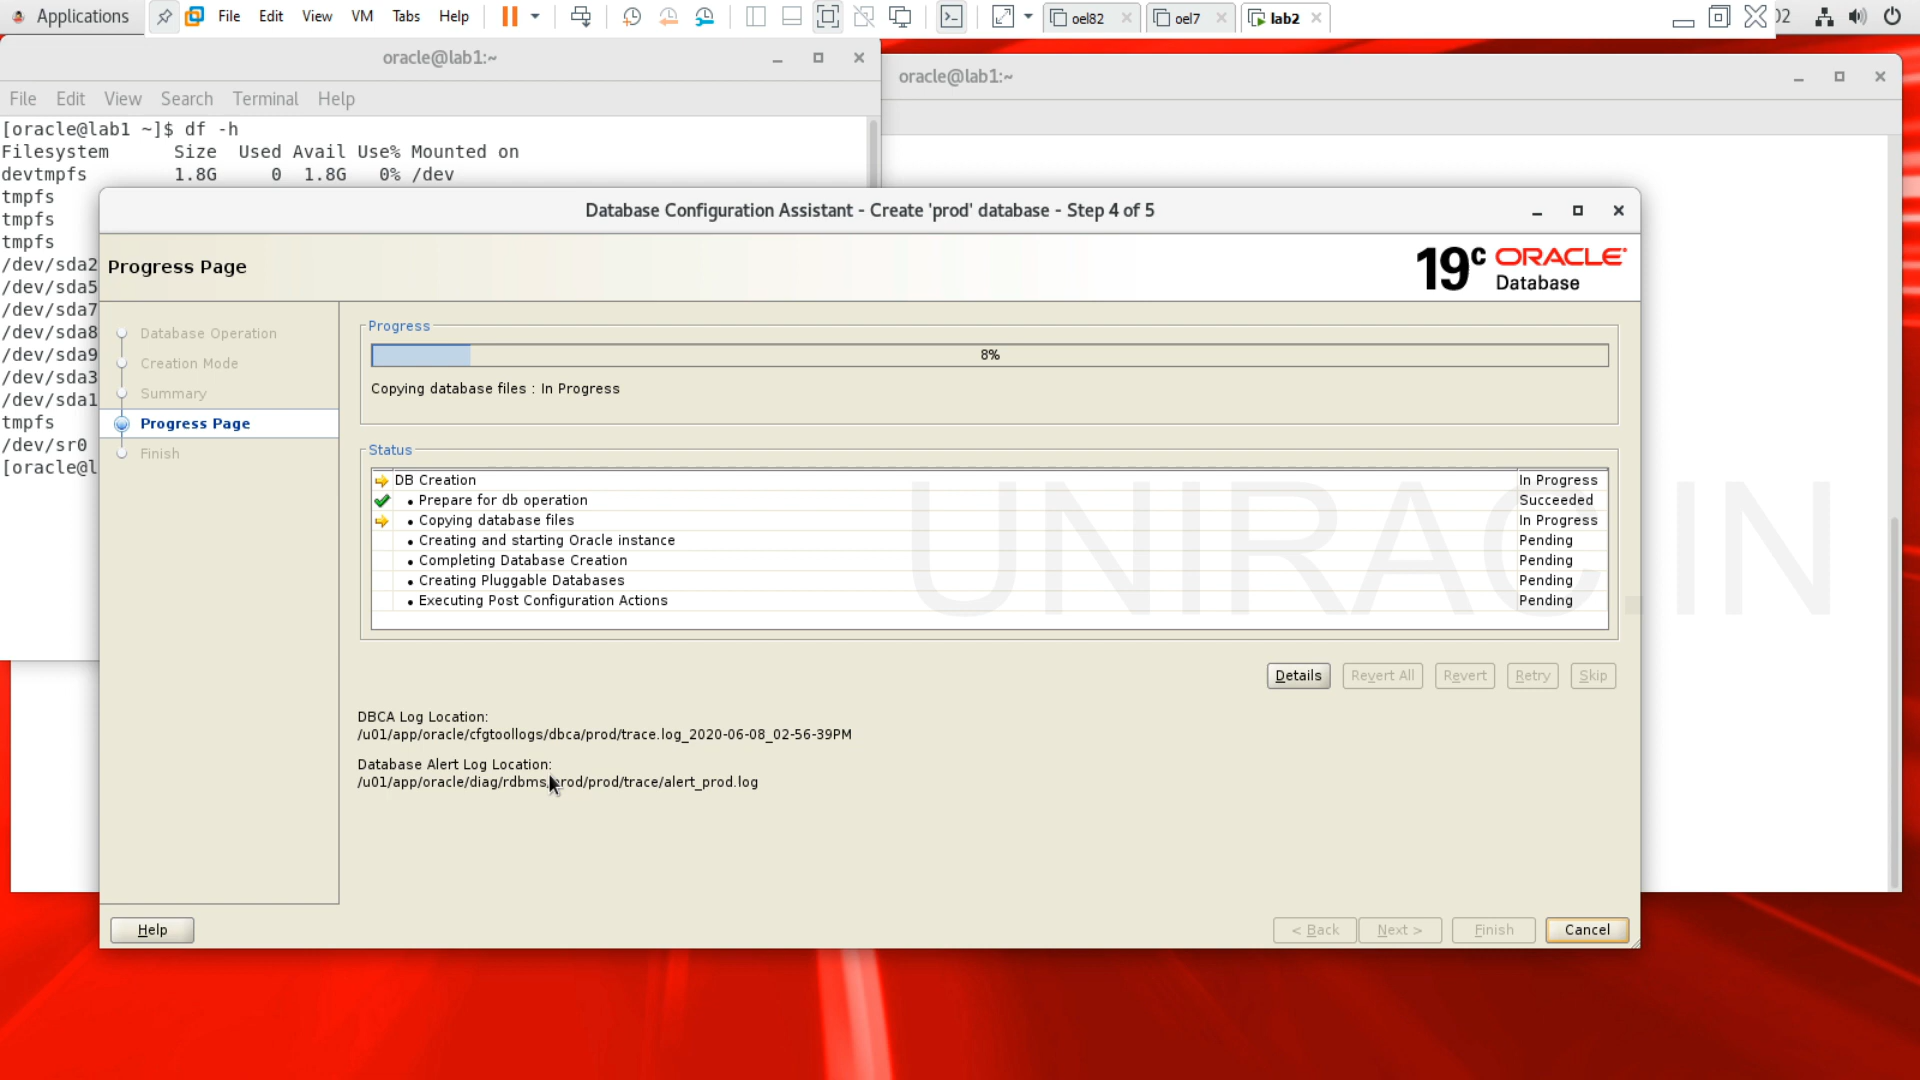 Applications File Edit View VM Tabs Help oel82 oel7 lab2
oracle@lab1:~
File Edit View Search Terminal Help
[oracle@lab1 ~]$ df -h
Filesystem Size Used Avail Use% Mounted on
devtmpfs 1.8G 0 1.8G 0% /dev
tmpfs
tmpfs
tmpfs
/dev/sda2
/dev/sda5
/dev/sda7
/dev/sda8
/dev/sda9
/dev/sda3
/dev/sda1
tmpfs
/dev/sr0
[oracle@l
oracle@lab1:~
Database Configuration Assistant - Create 'prod' database - Step 4 of 5
Progress Page
19c ORACLE
Database
Database Operation
Creation Mode
Summary
Progress Page
Finish
Progress
8%
Copying database files : In Progress
Status
DB Creation In Progress
Prepare for db operation Succeeded
Copying database files In Progress
Creating and starting Oracle instance Pending
Completing Database Creation Pending
Creating Pluggable Databases Pending
Executing Post Configuration Actions Pending
UNIRAC.IN
Details Revert All Revert Retry Skip
DBCA Log Location:
/u01/app/oracle/cfgtoollogs/dbca/prod/trace.log_2020-06-08_02-56-39PM
Database Alert Log Location:
/u01/app/oracle/diag/rdbms/prod/prod/trace/alert_prod.log
Help < Back Next > Finish Cancel